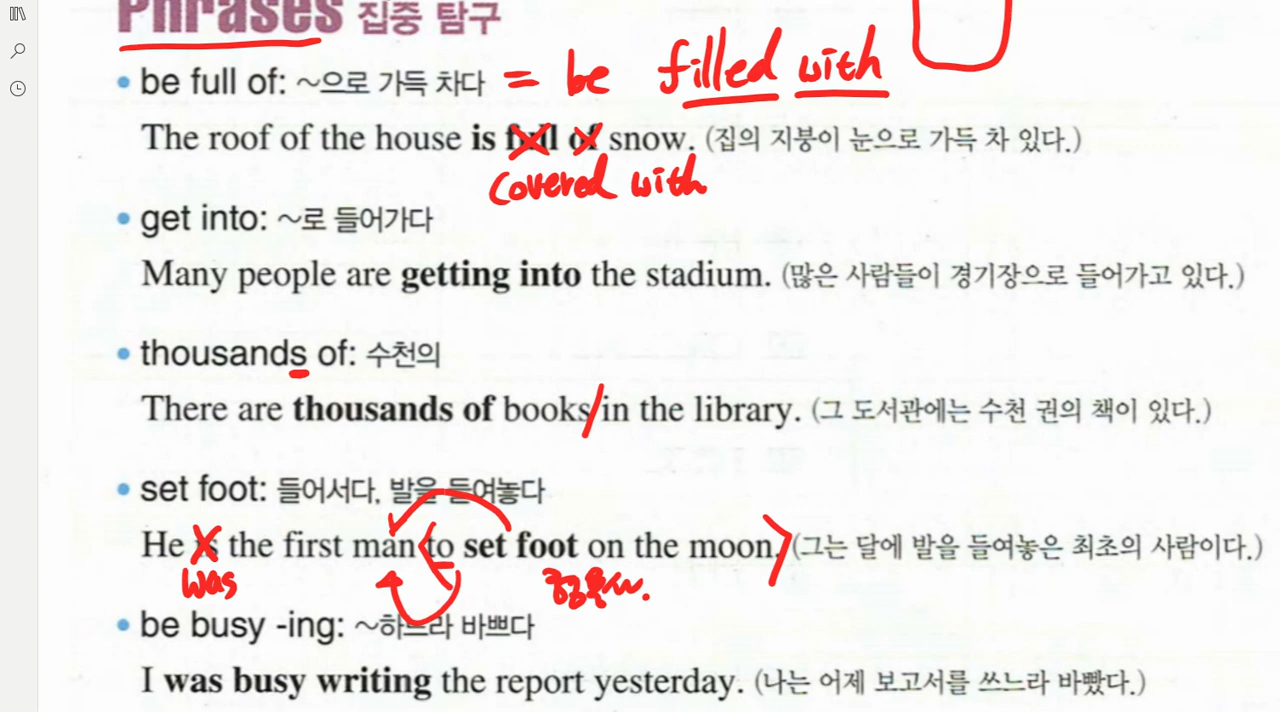 Phrases 집중 탐구
• be full of: ~으로 가득 차다 = be filled with
The roof of the house is full of snow. (집의 지붕이 눈으로 가득 차 있다.)
covered with
• get into: ~로 들어가다
Many people are getting into the stadium. (많은 사람들이 경기장으로 들어가고 있다.)
• thousands of: 수천의
There are thousands of books/in the library. (그 도서관에는 수천 권의 책이 있다.)
• set foot: 들어서다, 발을 들여놓다
He is the first man to set foot on the moon. (그는 달에 발을 들여놓은 최초의 사람이다.)
was
• be busy -ing: ~하느라 바쁘다
I was busy writing the report yesterday. (나는 어제 보고서를 쓰느라 바빴다.)